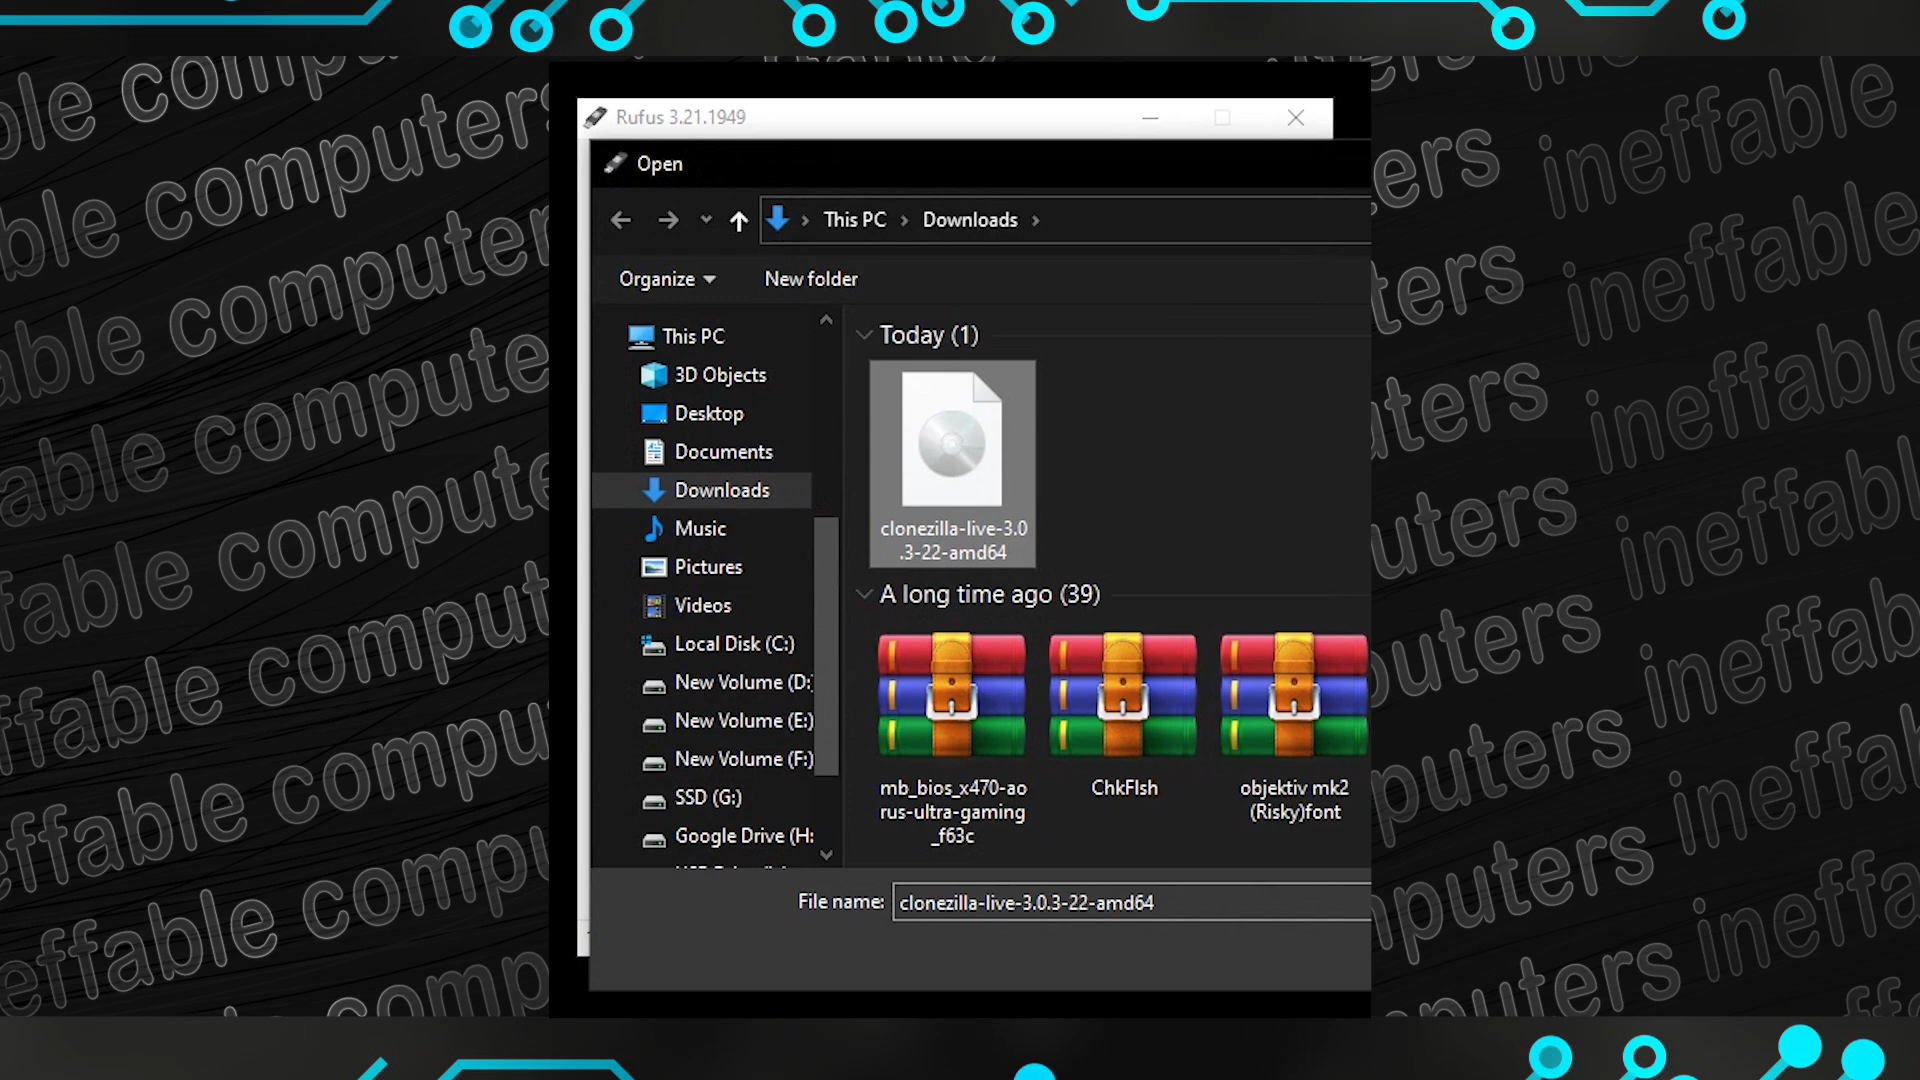 Rufus 3.21.1949
Open
This PC
Downloads
Organize
New folder
This PC
3D Objects
Desktop
Documents
Downloads
Music
Pictures
Videos
Local Disk (C:)
New Volume (D:
New Volume (E:)
New Volume (F:)
SSD (G:)
Google Drive (H:
Today (1)
clonezilla-live-3.0
.3-22-amd64
A long time ago (39)
mb_bios_x470-ao
rus-ultra-gaming
_f63c
ChkFlsh
objektiv mk2
(Risky)font
File name: clonezilla-live-3.0.3-22-amd64
ineffable computers